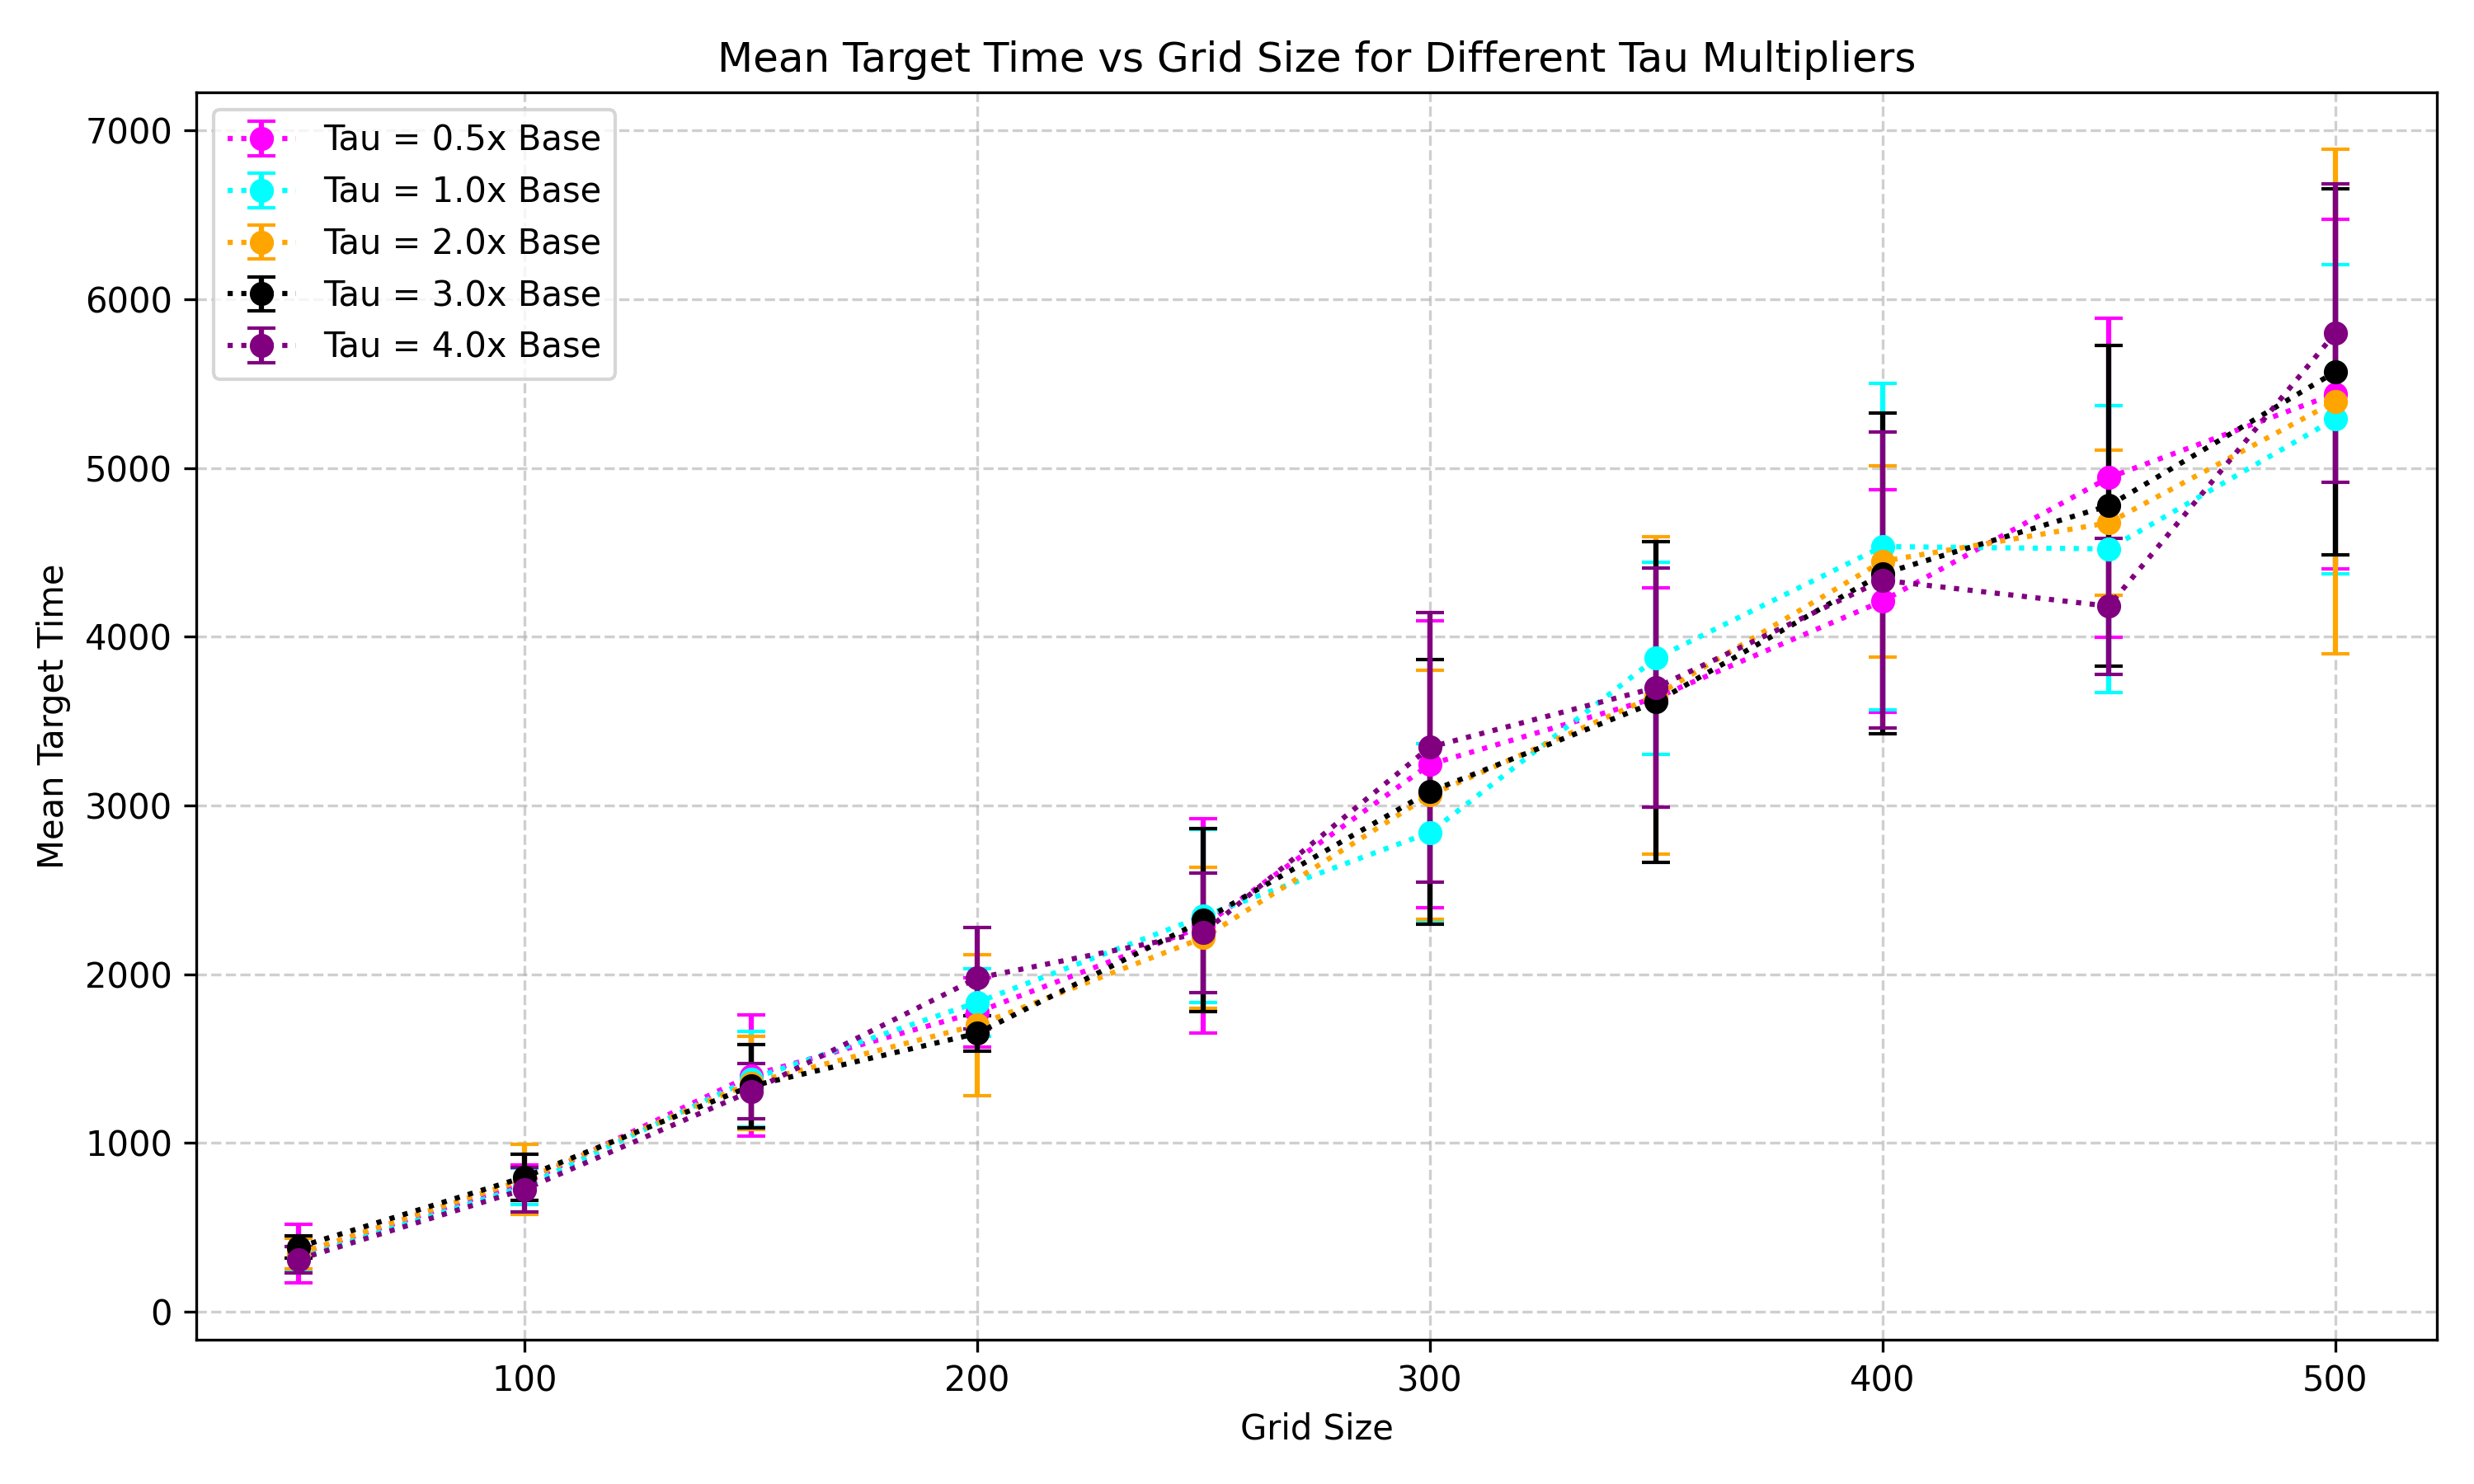 Mean Target Time vs Grid Size for Different Tau Multipliers
Tau = 0.5x Base
Tau = 1.0x Base
Tau = 2.0x Base
Tau = 3.0x Base
Tau = 4.0x Base
7000
6000
5000
4000
3000
2000
1000
0
Mean Target Time
100
200
300
400
500
Grid Size